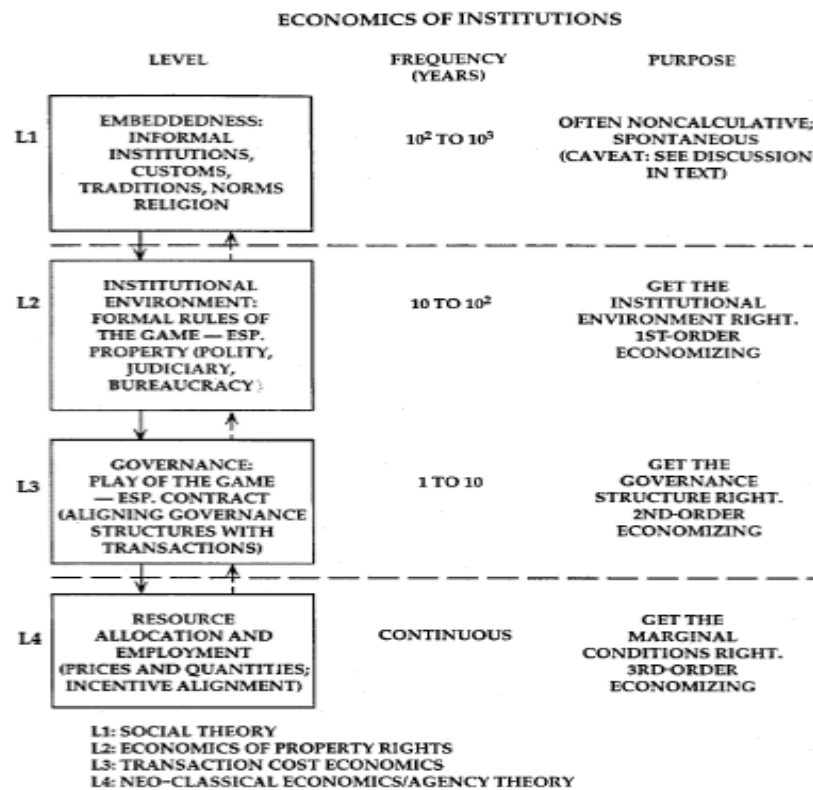 ECONOMICS OF INSTITUTIONS
LEVEL
FREQUENCY
(YEARS)
PURPOSE
L1
EMBEDDEDNESS:
INFORMAL
INSTITUTIONS,
CUSTOMS,
TRADITIONS, NORMS
RELIGION
10² TO 10³
OFTEN NONCALCULATIVE;
SPONTANEOUS
(CAVEAT: SEE DISCUSSION
IN TEXT)
L2
INSTITUTIONAL
ENVIRONMENT:
FORMAL RULES OF
THE GAME — ESP.
PROPERTY (POLITY,
JUDICIARY,
BUREAUCRACY)
10 TO 10²
GET THE
INSTITUTIONAL
ENVIRONMENT RIGHT.
1ST-ORDER
ECONOMIZING
L3
GOVERNANCE:
PLAY OF THE GAME
— ESP. CONTRACT
(ALIGNING GOVERNANCE
STRUCTURES WITH
TRANSACTIONS)
1 TO 10
GET THE
GOVERNANCE
STRUCTURE RIGHT.
2ND-ORDER
ECONOMIZING
L4
RESOURCE
ALLOCATION AND
EMPLOYMENT
(PRICES AND QUANTITIES;
INCENTIVE ALIGNMENT)
CONTINUOUS
GET THE
MARGINAL
CONDITIONS RIGHT.
3RD-ORDER
ECONOMIZING
L1: SOCIAL THEORY
L2: ECONOMICS OF PROPERTY RIGHTS
L3: TRANSACTION COST ECONOMICS
L4: NEO-CLASSICAL ECONOMICS/AGENCY THEORY